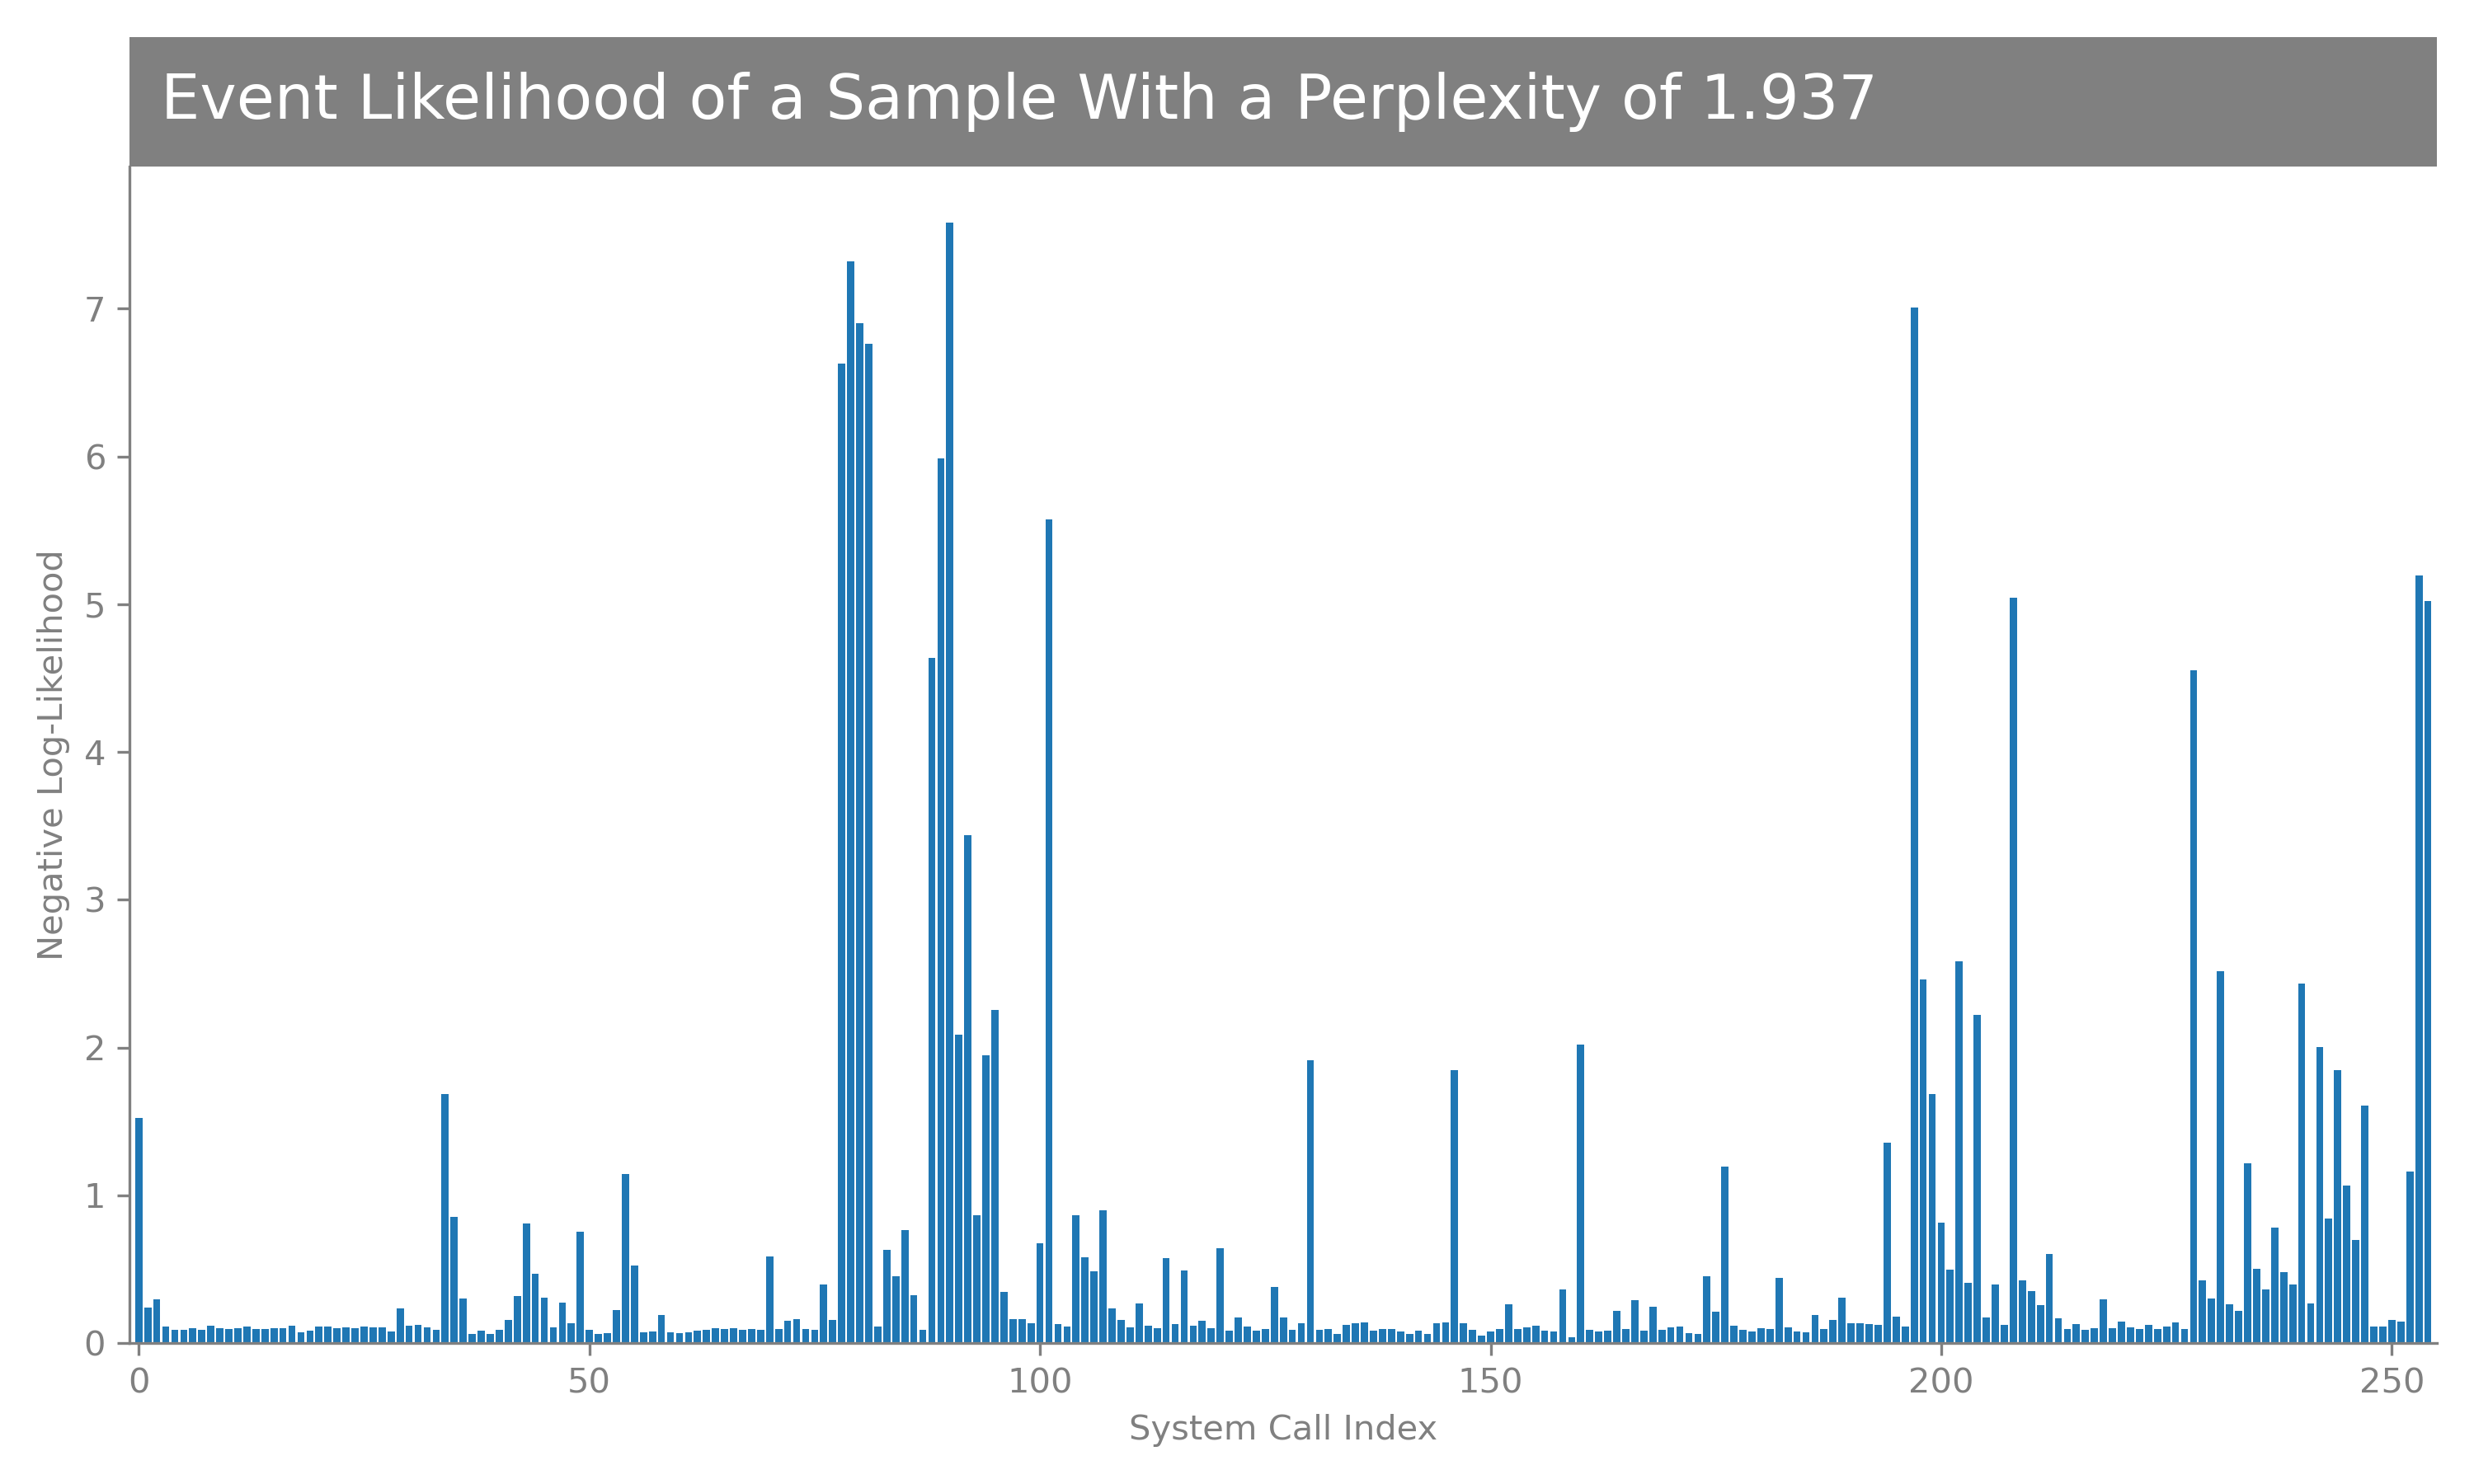 Event Likelihood of a Sample With a Perplexity of 1.937
Negative Log-Likelihood
7
6
5
4
3
2
1
0
0 50 100 150 200 250
System Call Index